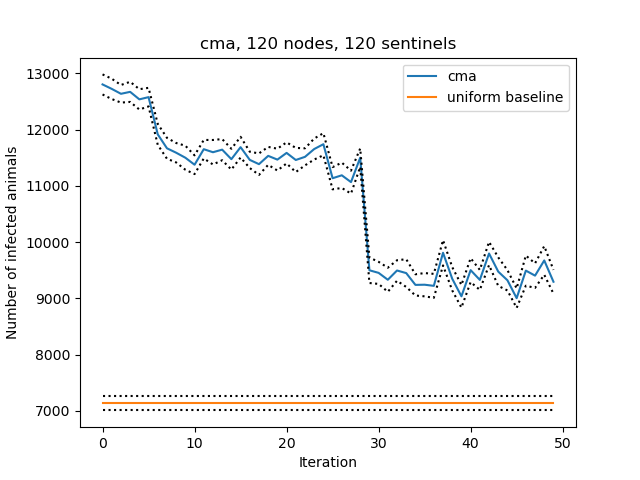 cma, 120 nodes, 120 sentinels
cma
uniform baseline
Number of infected animals
13000
12000
11000
10000
9000
8000
7000
0 10 20 30 40 50
Iteration